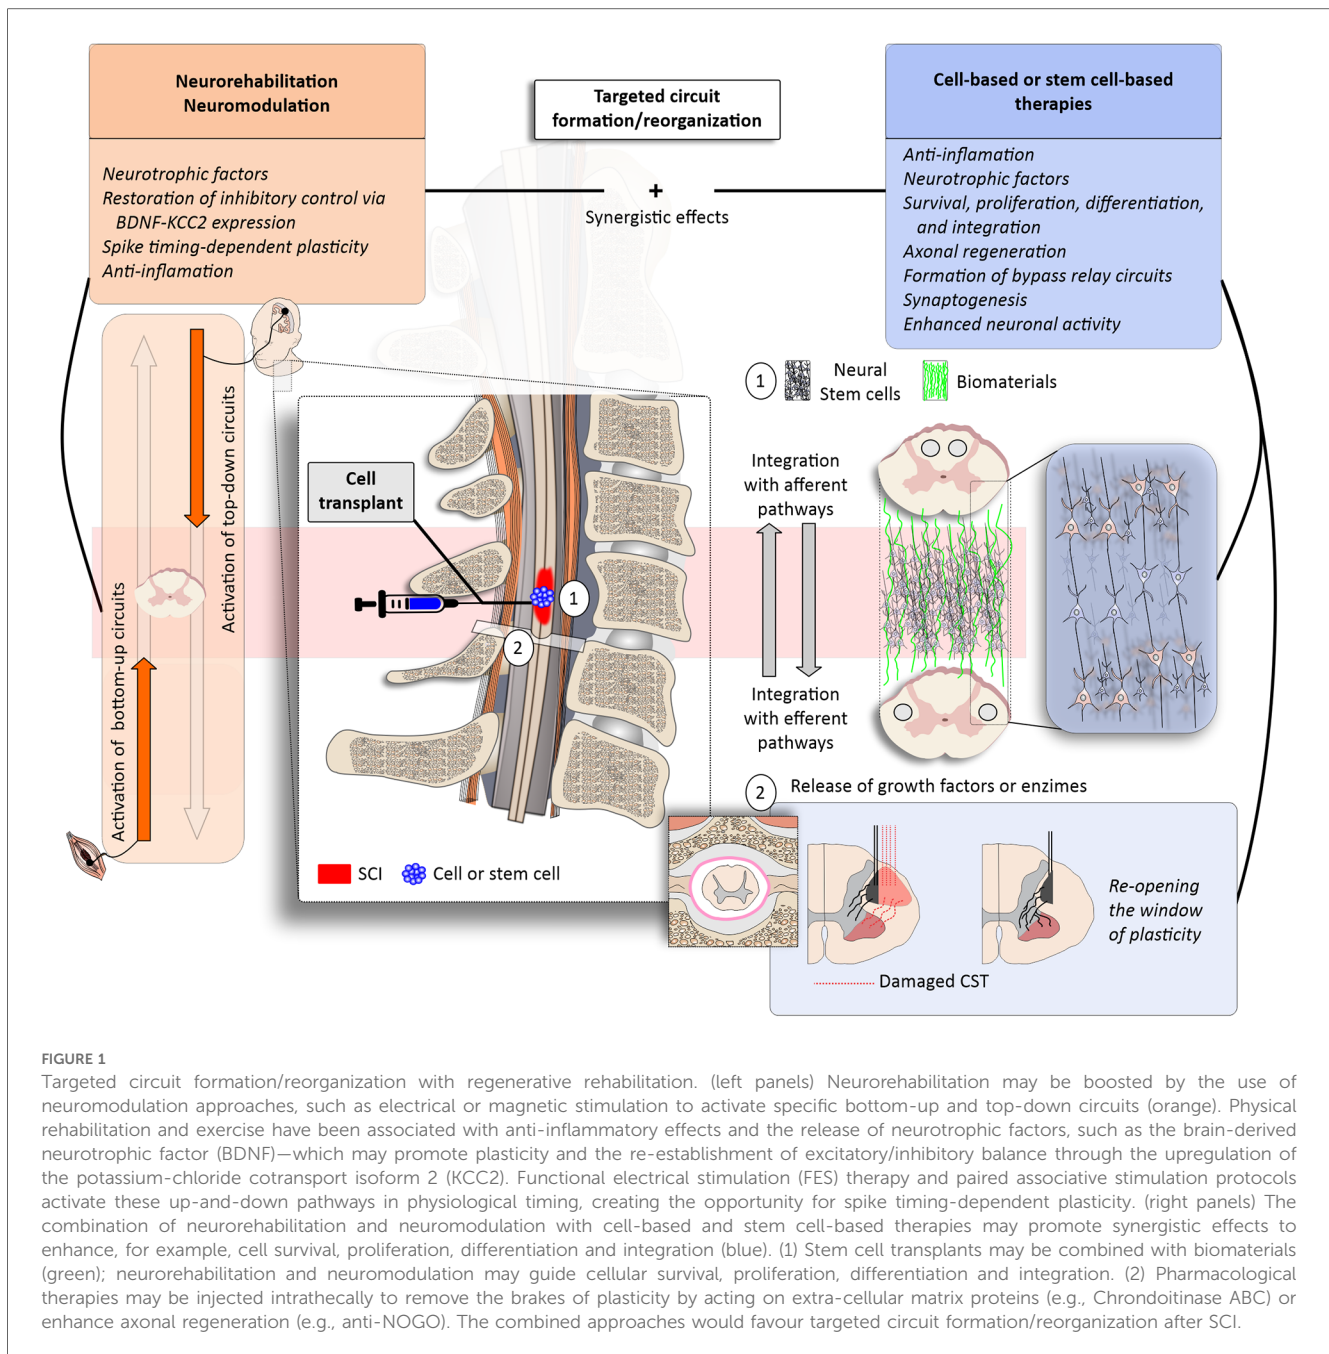 Neurorehabilitation
Neuromodulation
Neurotrophic factors
Restoration of inhibitory control via
BDNF-KCC2 expression
Spike timing-dependent plasticity
Anti-inflamation
Targeted circuit
formation/reorganization
+
Synergistic effects
Cell-based or stem cell-based
therapies
Anti-inflamation
Neurotrophic factors
Survival, proliferation, differentiation,
and integration
Axonal regeneration
Formation of bypass relay circuits
Synaptogenesis
Enhanced neuronal activity
Activation of bottom-up circuits
Activation of top-down circuits
Cell
transplant
1
2
SCI
Cell or stem cell
1
Neural
Stem cells
Biomaterials
Integration
with afferent
pathways
Integration
with efferent
pathways
2
Release of growth factors or enzimes
Re-opening
the window
of plasticity
Damaged CST
FIGURE 1
Targeted circuit formation/reorganization with regenerative rehabilitation. (left panels) Neurorehabilitation may be boosted by the use of
neuromodulation approaches, such as electrical or magnetic stimulation to activate specific bottom-up and top-down circuits (orange). Physical
rehabilitation and exercise have been associated with anti-inflammatory effects and the release of neurotrophic factors, such as the brain-derived
neurotrophic factor (BDNF)—which may promote plasticity and the re-establishment of excitatory/inhibitory balance through the upregulation of
the potassium-chloride cotransport isoform 2 (KCC2). Functional electrical stimulation (FES) therapy and paired associative stimulation protocols
activate these up-and-down pathways in physiological timing, creating the opportunity for spike timing-dependent plasticity. (right panels) The
combination of neurorehabilitation and neuromodulation with cell-based and stem cell-based therapies may promote synergistic effects to
enhance, for example, cell survival, proliferation, differentiation and integration (blue). (1) Stem cell transplants may be combined with biomaterials
(green); neurorehabilitation and neuromodulation may guide cellular survival, proliferation, differentiation and integration. (2) Pharmacological
therapies may be injected intrathecally to remove the brakes of plasticity by acting on extra-cellular matrix proteins (e.g., Chrondoitinase ABC) or
enhance axonal regeneration (e.g., anti-NOGO). The combined approaches would favour targeted circuit formation/reorganization after SCI.